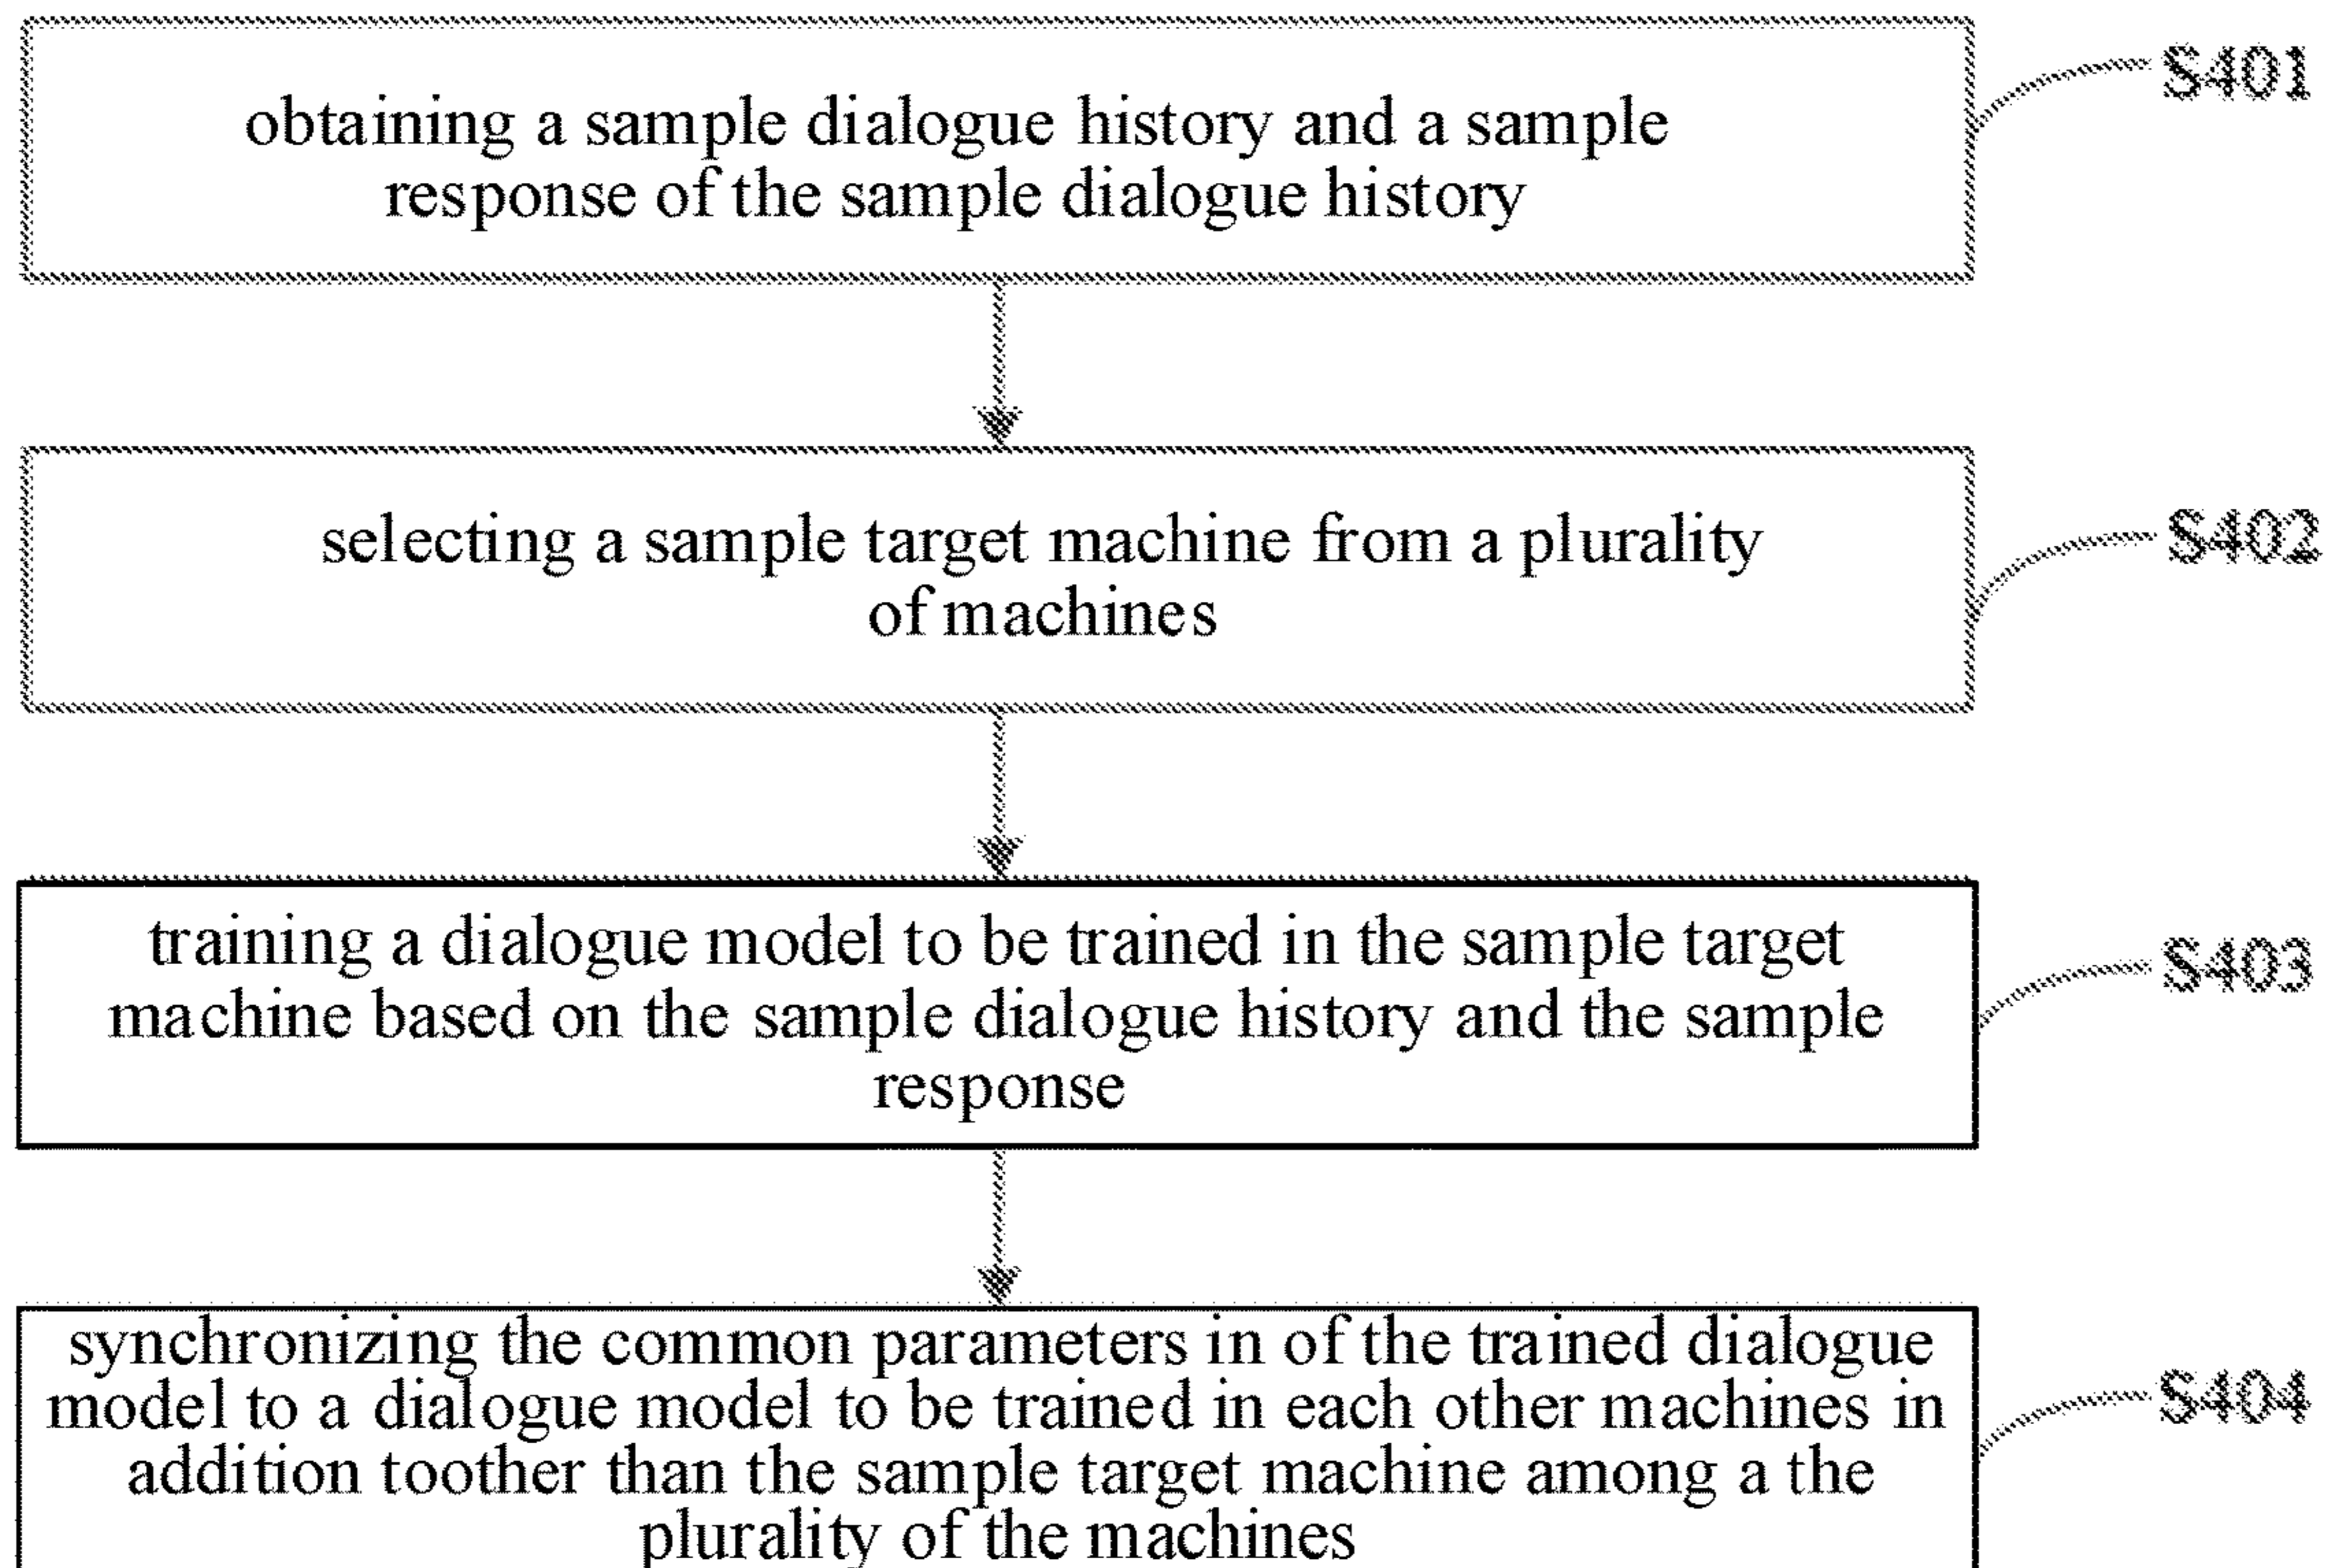 obtaining a sample dialogue history and a sample
response of the sample dialogue history
S401
selecting a sample target machine from a plurality
of machines
S402
training a dialogue model to be trained in the sample target
machine based on the sample dialogue history and the sample
response
S403
synchronizing the common parameters in of the trained dialogue
model to a dialogue model to be trained in each other machines in
addition toother than the sample target machine among a the
plurality of the machines
S404